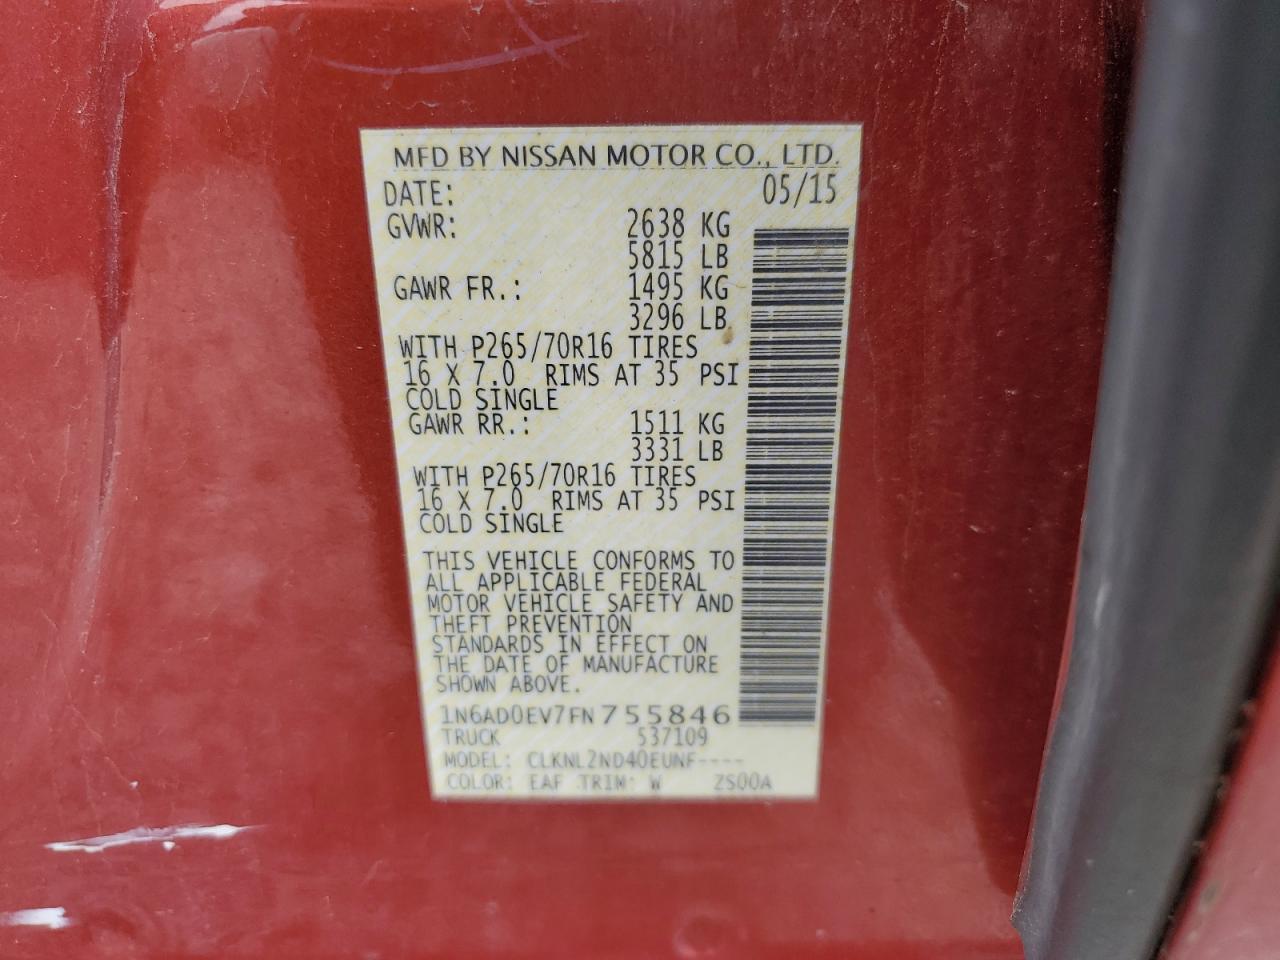 MFD BY NISSAN MOTOR CO., LTD.
DATE: 05/15
GVWR: 2638 KG
5815 LB
GAWR FR.: 1495 KG
3296 LB
WITH P265/70R16 TIRES
16 X 7.0 RIMS AT 35 PSI
COLD SINGLE
GAWR RR.: 1511 KG
3331 LB
WITH P265/70R16 TIRES
16 X 7.0 RIMS AT 35 PSI
COLD SINGLE
THIS VEHICLE CONFORMS TO
ALL APPLICABLE FEDERAL
MOTOR VEHICLE SAFETY AND
THEFT PREVENTION
STANDARDS IN EFFECT ON
THE DATE OF MANUFACTURE
SHOWN ABOVE.
1N6AD0EV7FN755846
TRUCK 537109
MODEL: CLKNL2ND40EUNF----
COLOR: EAF TRIM: W ZS00A